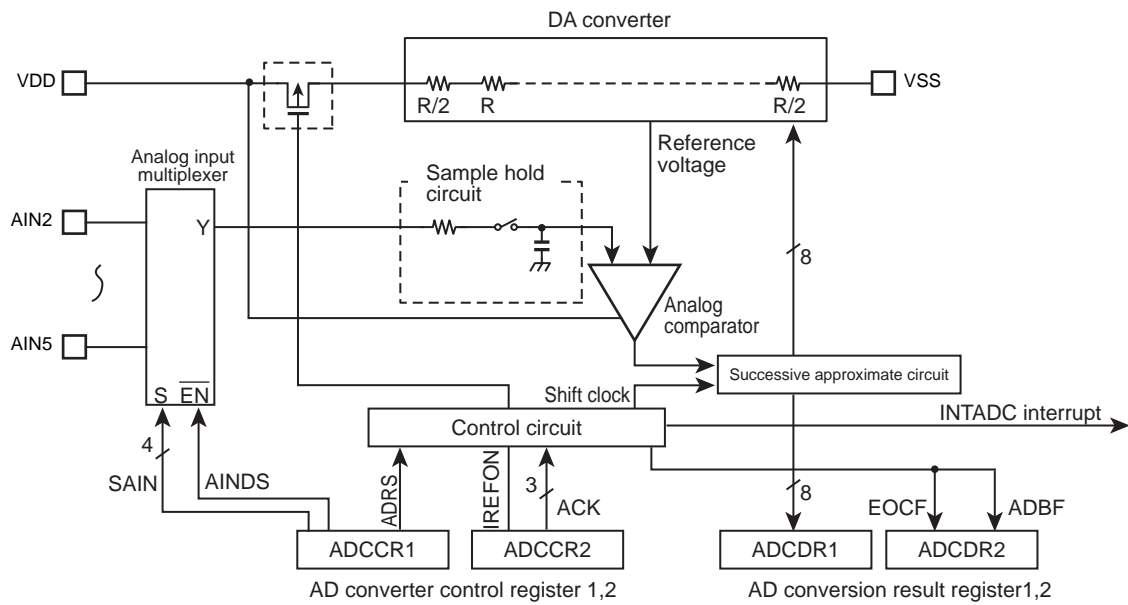 DA converter
VDD
VSS
R/2
R
R/2
Reference
voltage
Analog input
multiplexer
Sample hold
circuit
AIN2
Y
8
Analog
comparator
AIN5
Successive approximate circuit
S
EN
Shift clock
INTADC interrupt
Control circuit
4
SAIN
AINDS
ADRS
IREFON
3
ACK
8
EOCF
ADBF
ADCCR1
ADCCR2
ADCDR1
ADCDR2
AD converter control register 1,2
AD conversion result register1,2